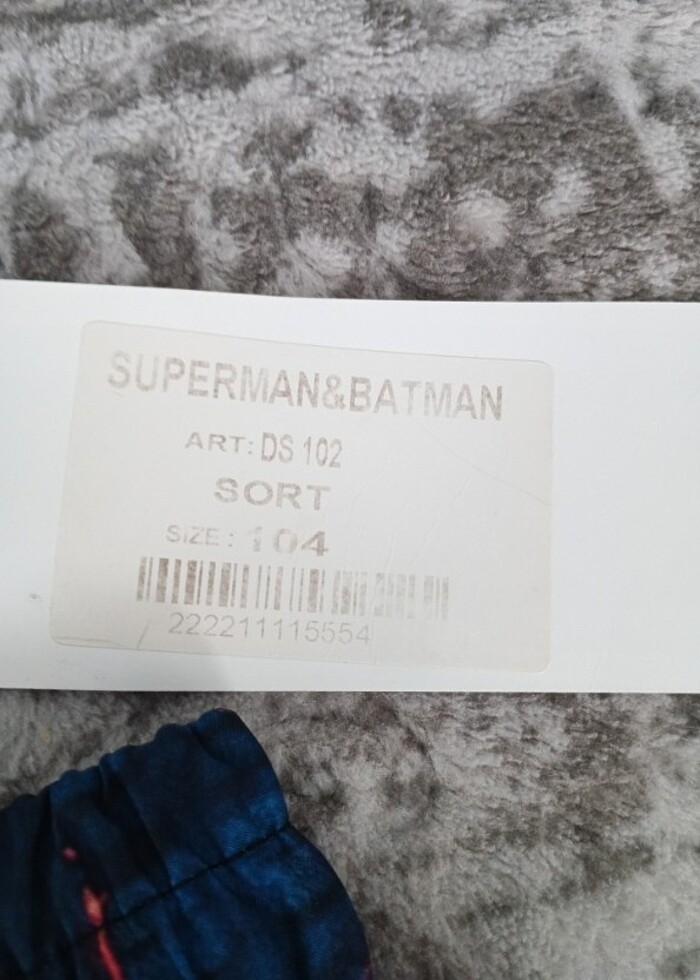 SUPERMAN&BATMAN
ART: DS 102
SORT
SIZE: 104
222211115554